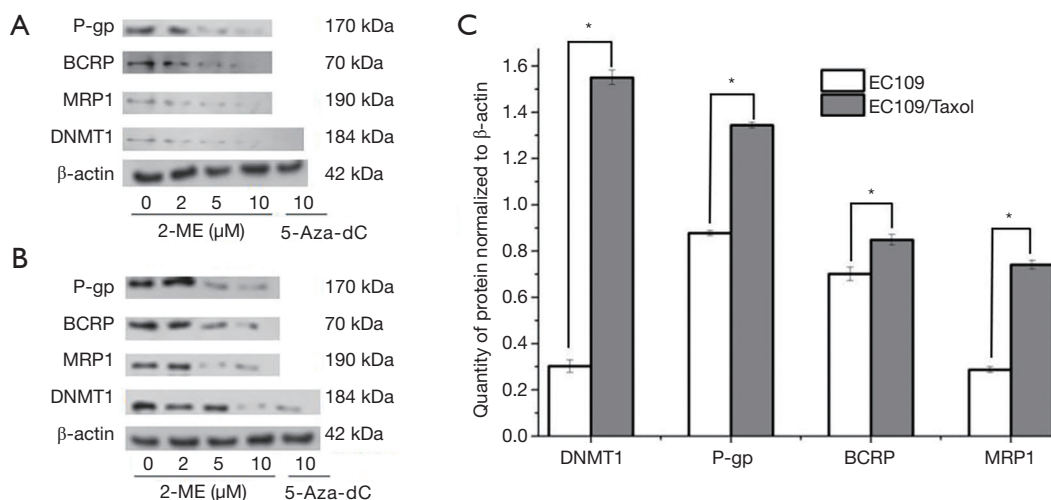 A
P-gp 170 kDa
BCRP 70 kDa
MRP1 190 kDa
DNMT1 184 kDa
β-actin 42 kDa
0 2 5 10 10
2-ME (μM) 5-Aza-dC
B
P-gp 170 kDa
BCRP 70 kDa
MRP1 190 kDa
DNMT1 184 kDa
β-actin 42 kDa
0 2 5 10 10
2-ME (μM) 5-Aza-dC
C
Quantity of protein normalized to β-actin
1.6
1.4
1.2
1.0
0.8
0.6
0.4
0.2
0.0
* * * *
EC109
EC109/Taxol
DNMT1 P-gp BCRP MRP1